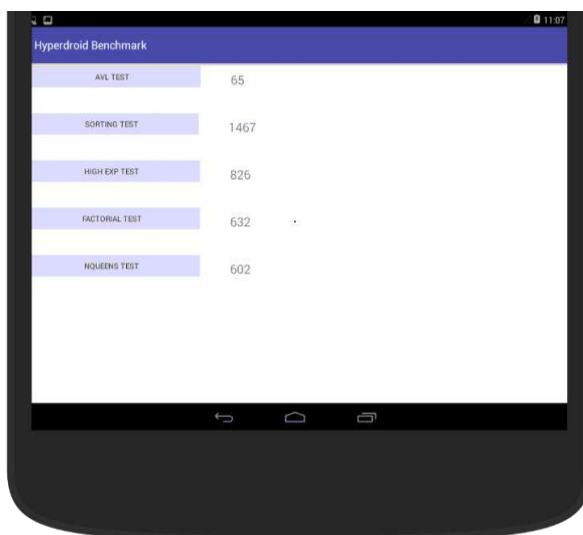 11:07
Hyperdroid Benchmark
AVL TEST 65
SORTING TEST 1467
HIGH EXP TEST 826
FACTORIAL TEST 632
NQUEENS TEST 602